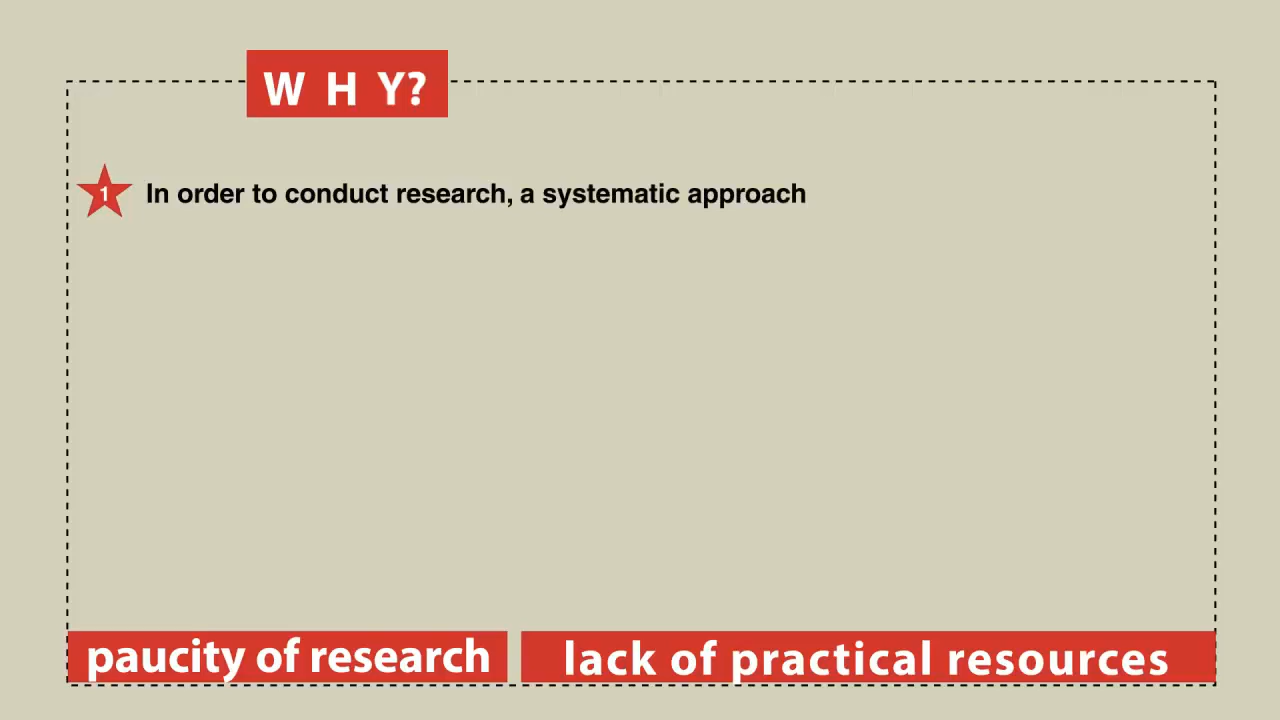 W H Y?
1 In order to conduct research, a systematic approach
paucity of research lack of practical resources